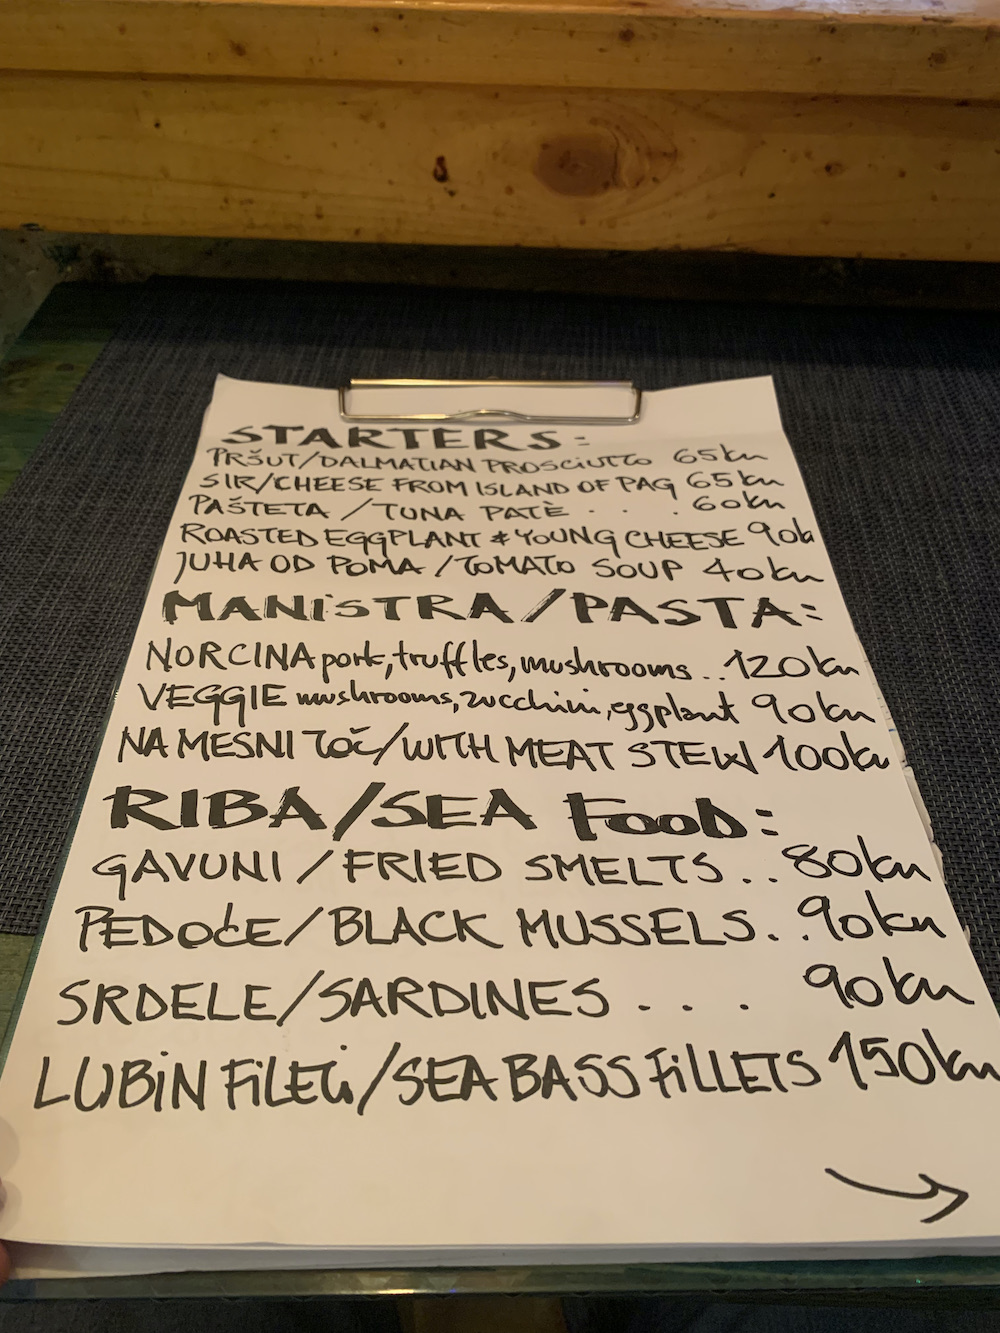 STARTERS:
PRŠUT/DALMATIAN PROSCIUTTO 65kn
SIR/CHEESE FROM ISLAND OF PAG 65kn
PAŠTETA / TUNA PATÈ . . . 60kn
ROASTED EGGPLANT & YOUNG CHEESE 90k
JUHA OD POMA / TOMATO SOUP 40kn
MANiSTRA/PASTA:
NORCINA pork, truffles, mushrooms .. 120kn
VEGGIE mushrooms, zucchini, eggplant 90kn
NA MESNI TOČ/WITH MEAT STEW 100kn
RIBA/SEA FooD:
GAVUNI / FRIED SMELTS .. 80kn
PEDOĆE/BLACK MUSSELS. . 90kn
SRDELE/SARDINES . . . 90kn
LUBiN FiLETi/SEA BASS FiLLETS 150kn